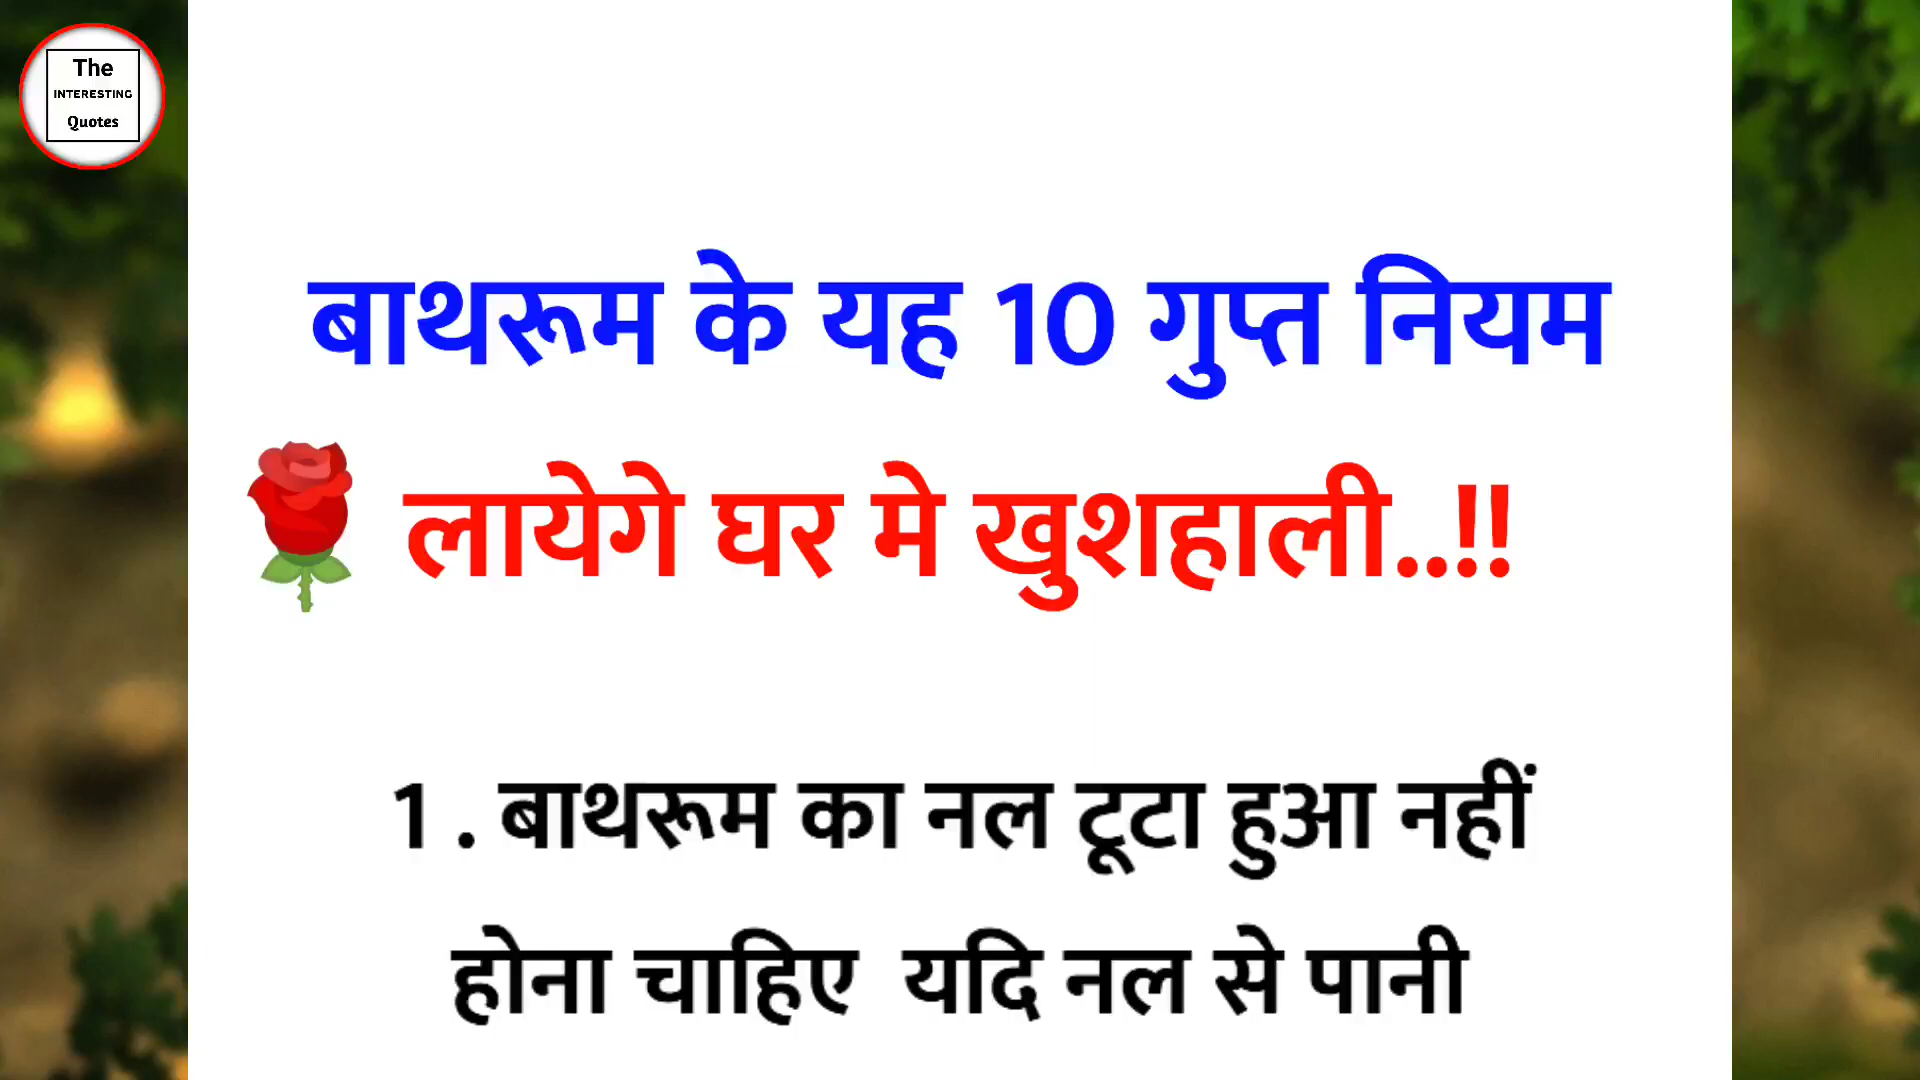 The
INTERESTING
Quotes
बाथरूम के यह 10 गुप्त नियम
लायेगे घर मे खुशहाली..!!
1 . बाथरूम का नल टूटा हुआ नहीं
होना चाहिए  यदि नल से पानी